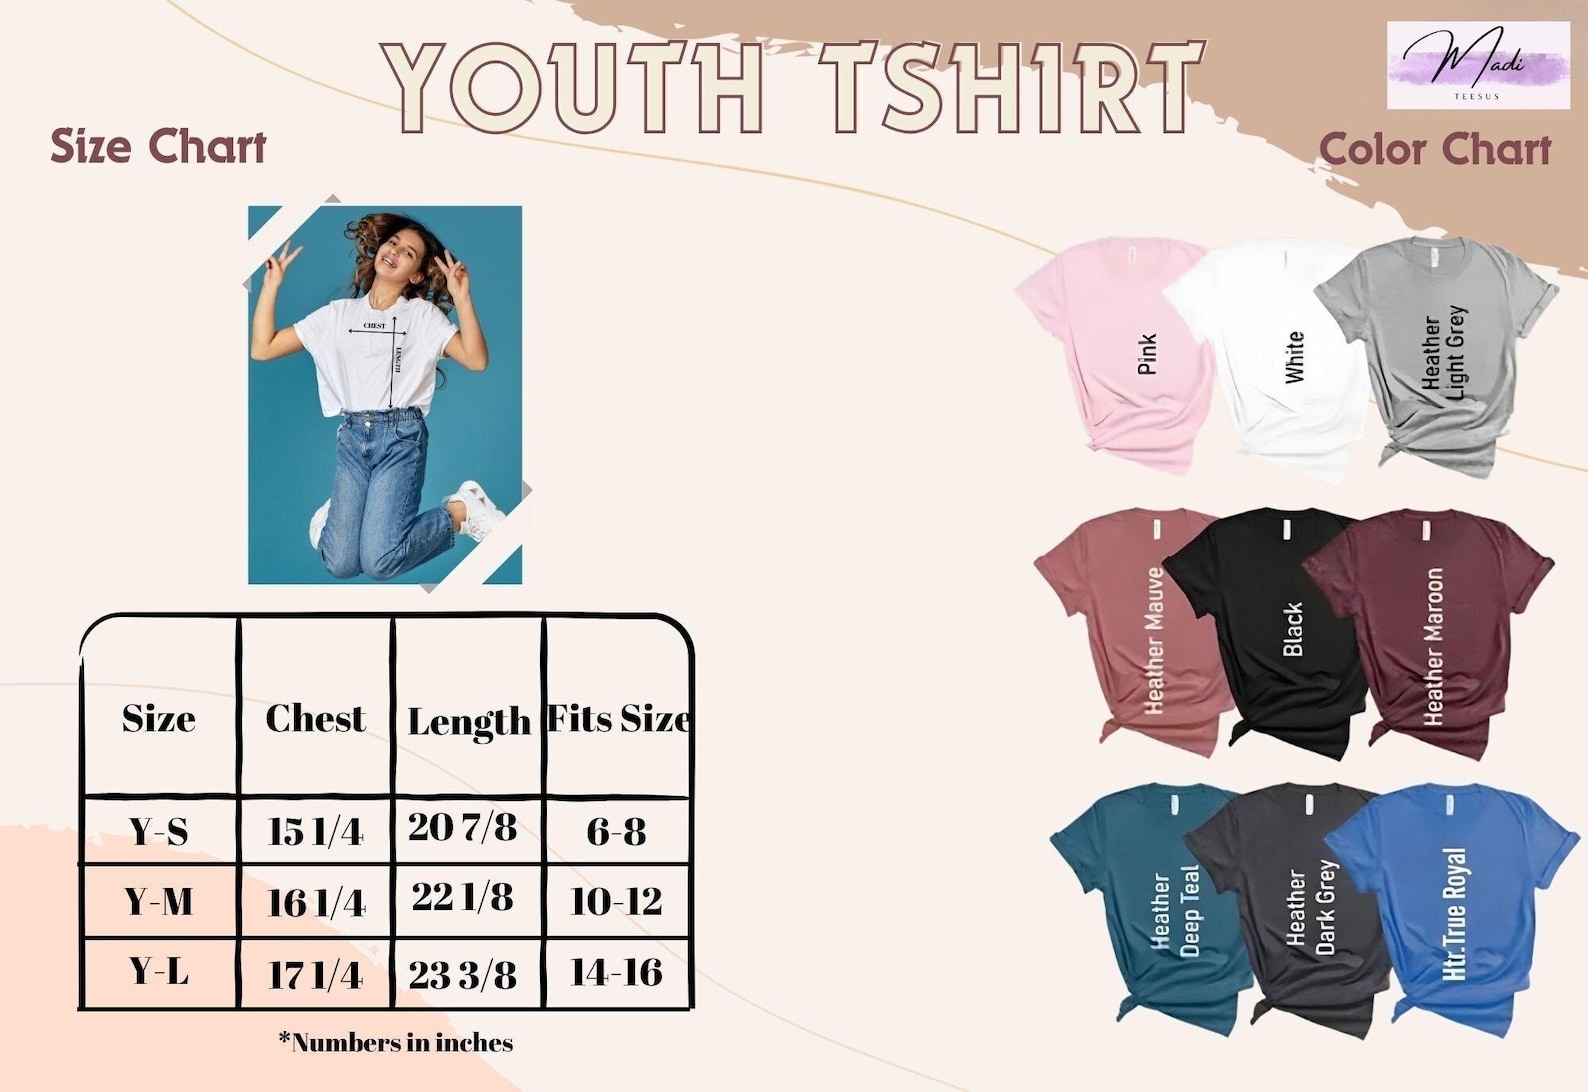 YOUTH TSHIRT
Madi
TEESUS
Size Chart
Color Chart
CHEST
LENGTH
Pink
White
Heather
Light Grey
Heather Mauve
Black
Heather Maroon
Heather
Deep Teal
Heather
Dark Grey
Htr.True Royal
Size Chest Length Fits Size
Y-S 15 1/4 20 7/8 6-8
Y-M 16 1/4 22 1/8 10-12
Y-L 17 1/4 23 3/8 14-16
*Numbers in inches